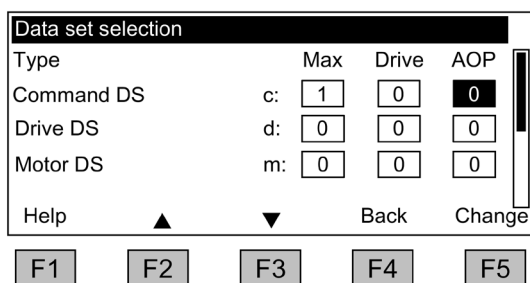 Data set selection
Type Max Drive AOP
Command DS c: 1 0 0
Drive DS d: 0 0 0
Motor DS m: 0 0 0
Help ▲ ▼ Back Change
F1 F2 F3 F4 F5